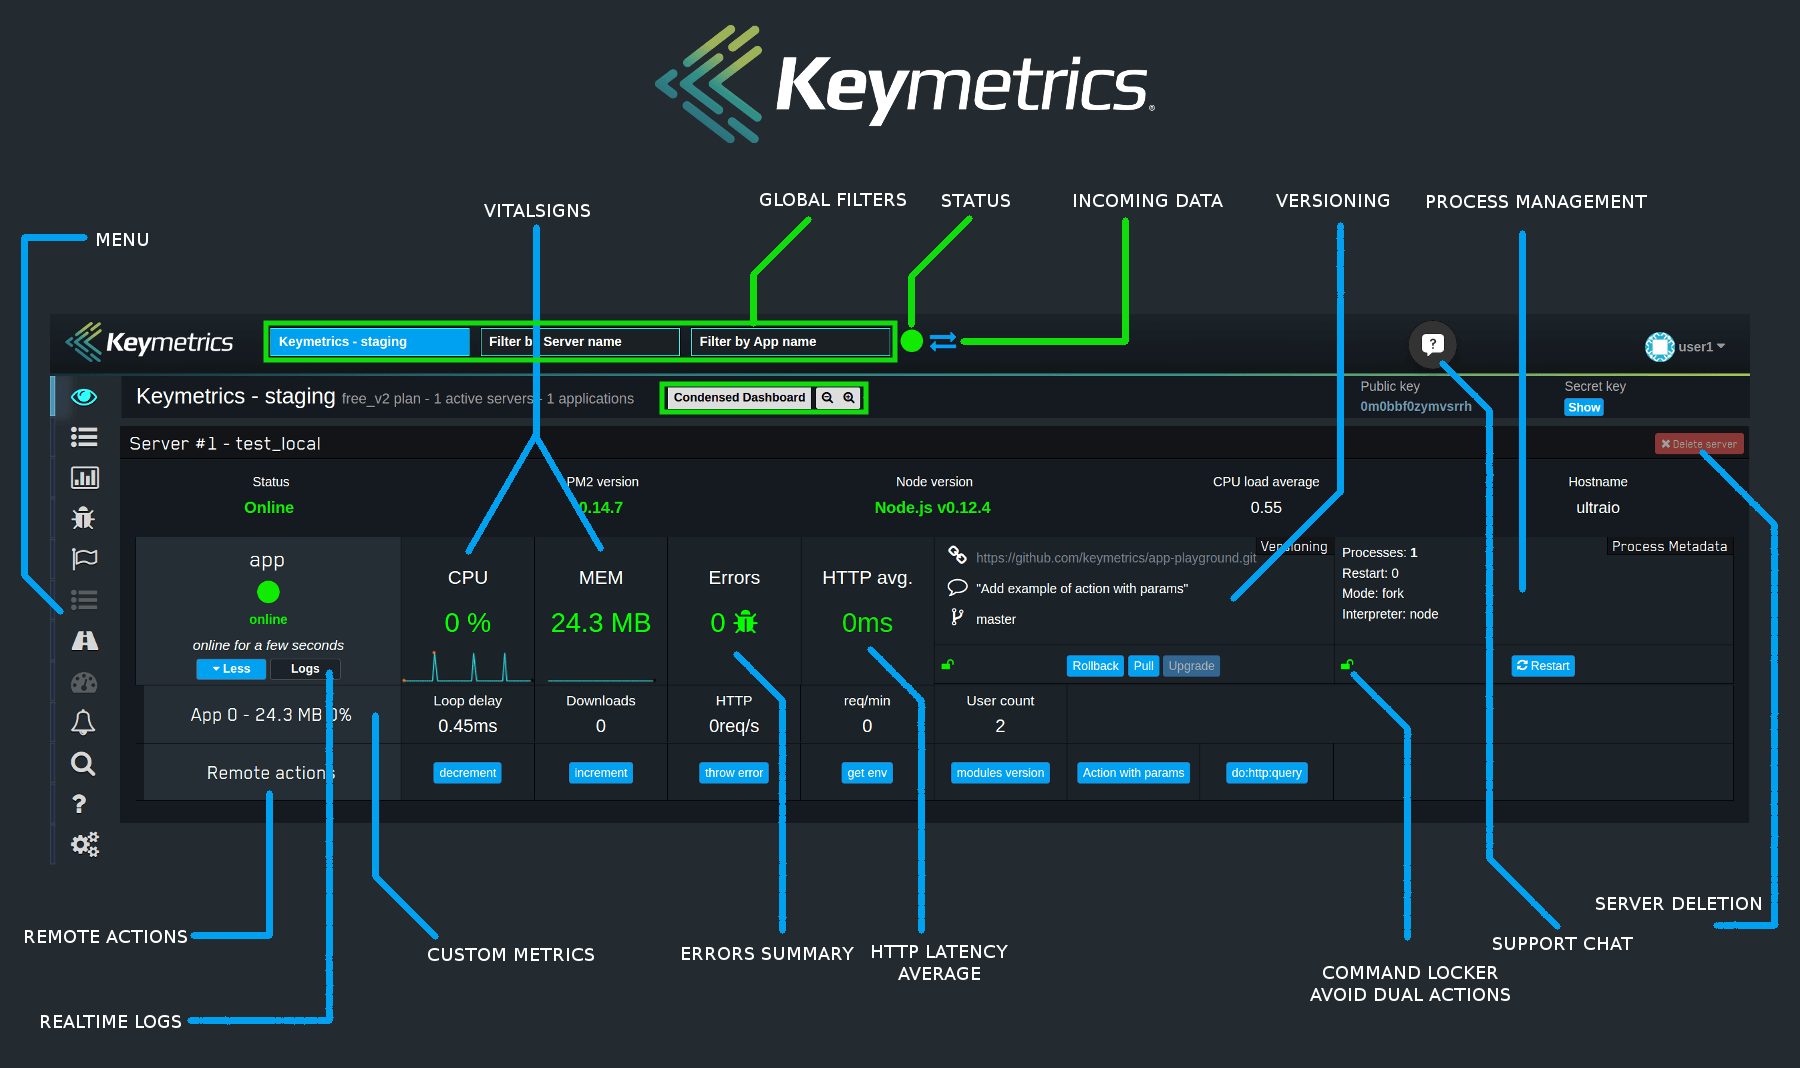 Keymetrics®
MENU
VITALSIGNS
GLOBAL FILTERS
STATUS
INCOMING DATA
VERSIONING
PROCESS MANAGEMENT
Keymetrics
Keymetrics - staging
Filter b Server name
Filter by App name
?
user1
Keymetrics - staging free_v2 plan - 1 active servers - 1 applications
Condensed Dashboard
Public key
0m0bbf0zymvsrrh
Secret key
Show
Server #1 - test_local
Delete server
Status
Online
PM2 version
0.14.7
Node version
Node.js v0.12.4
CPU load average
0.55
Hostname
ultraio
app
online
online for a few seconds
Less
Logs
CPU
0 %
MEM
24.3 MB
Errors
0
HTTP avg.
0ms
Versioning
https://github.com/keymetrics/app-playground.git
"Add example of action with params"
master
Rollback
Pull
Upgrade
Process Metadata
Processes: 1
Restart: 0
Mode: fork
Interpreter: node
Restart
App 0 - 24.3 MB 0%
Loop delay
0.45ms
Downloads
0
HTTP
0req/s
req/min
0
User count
2
Remote actions
decrement
increment
throw error
get env
modules version
Action with params
do:http:query
?
REMOTE ACTIONS
REALTIME LOGS
CUSTOM METRICS
ERRORS SUMMARY
HTTP LATENCY
AVERAGE
COMMAND LOCKER
AVOID DUAL ACTIONS
SUPPORT CHAT
SERVER DELETION